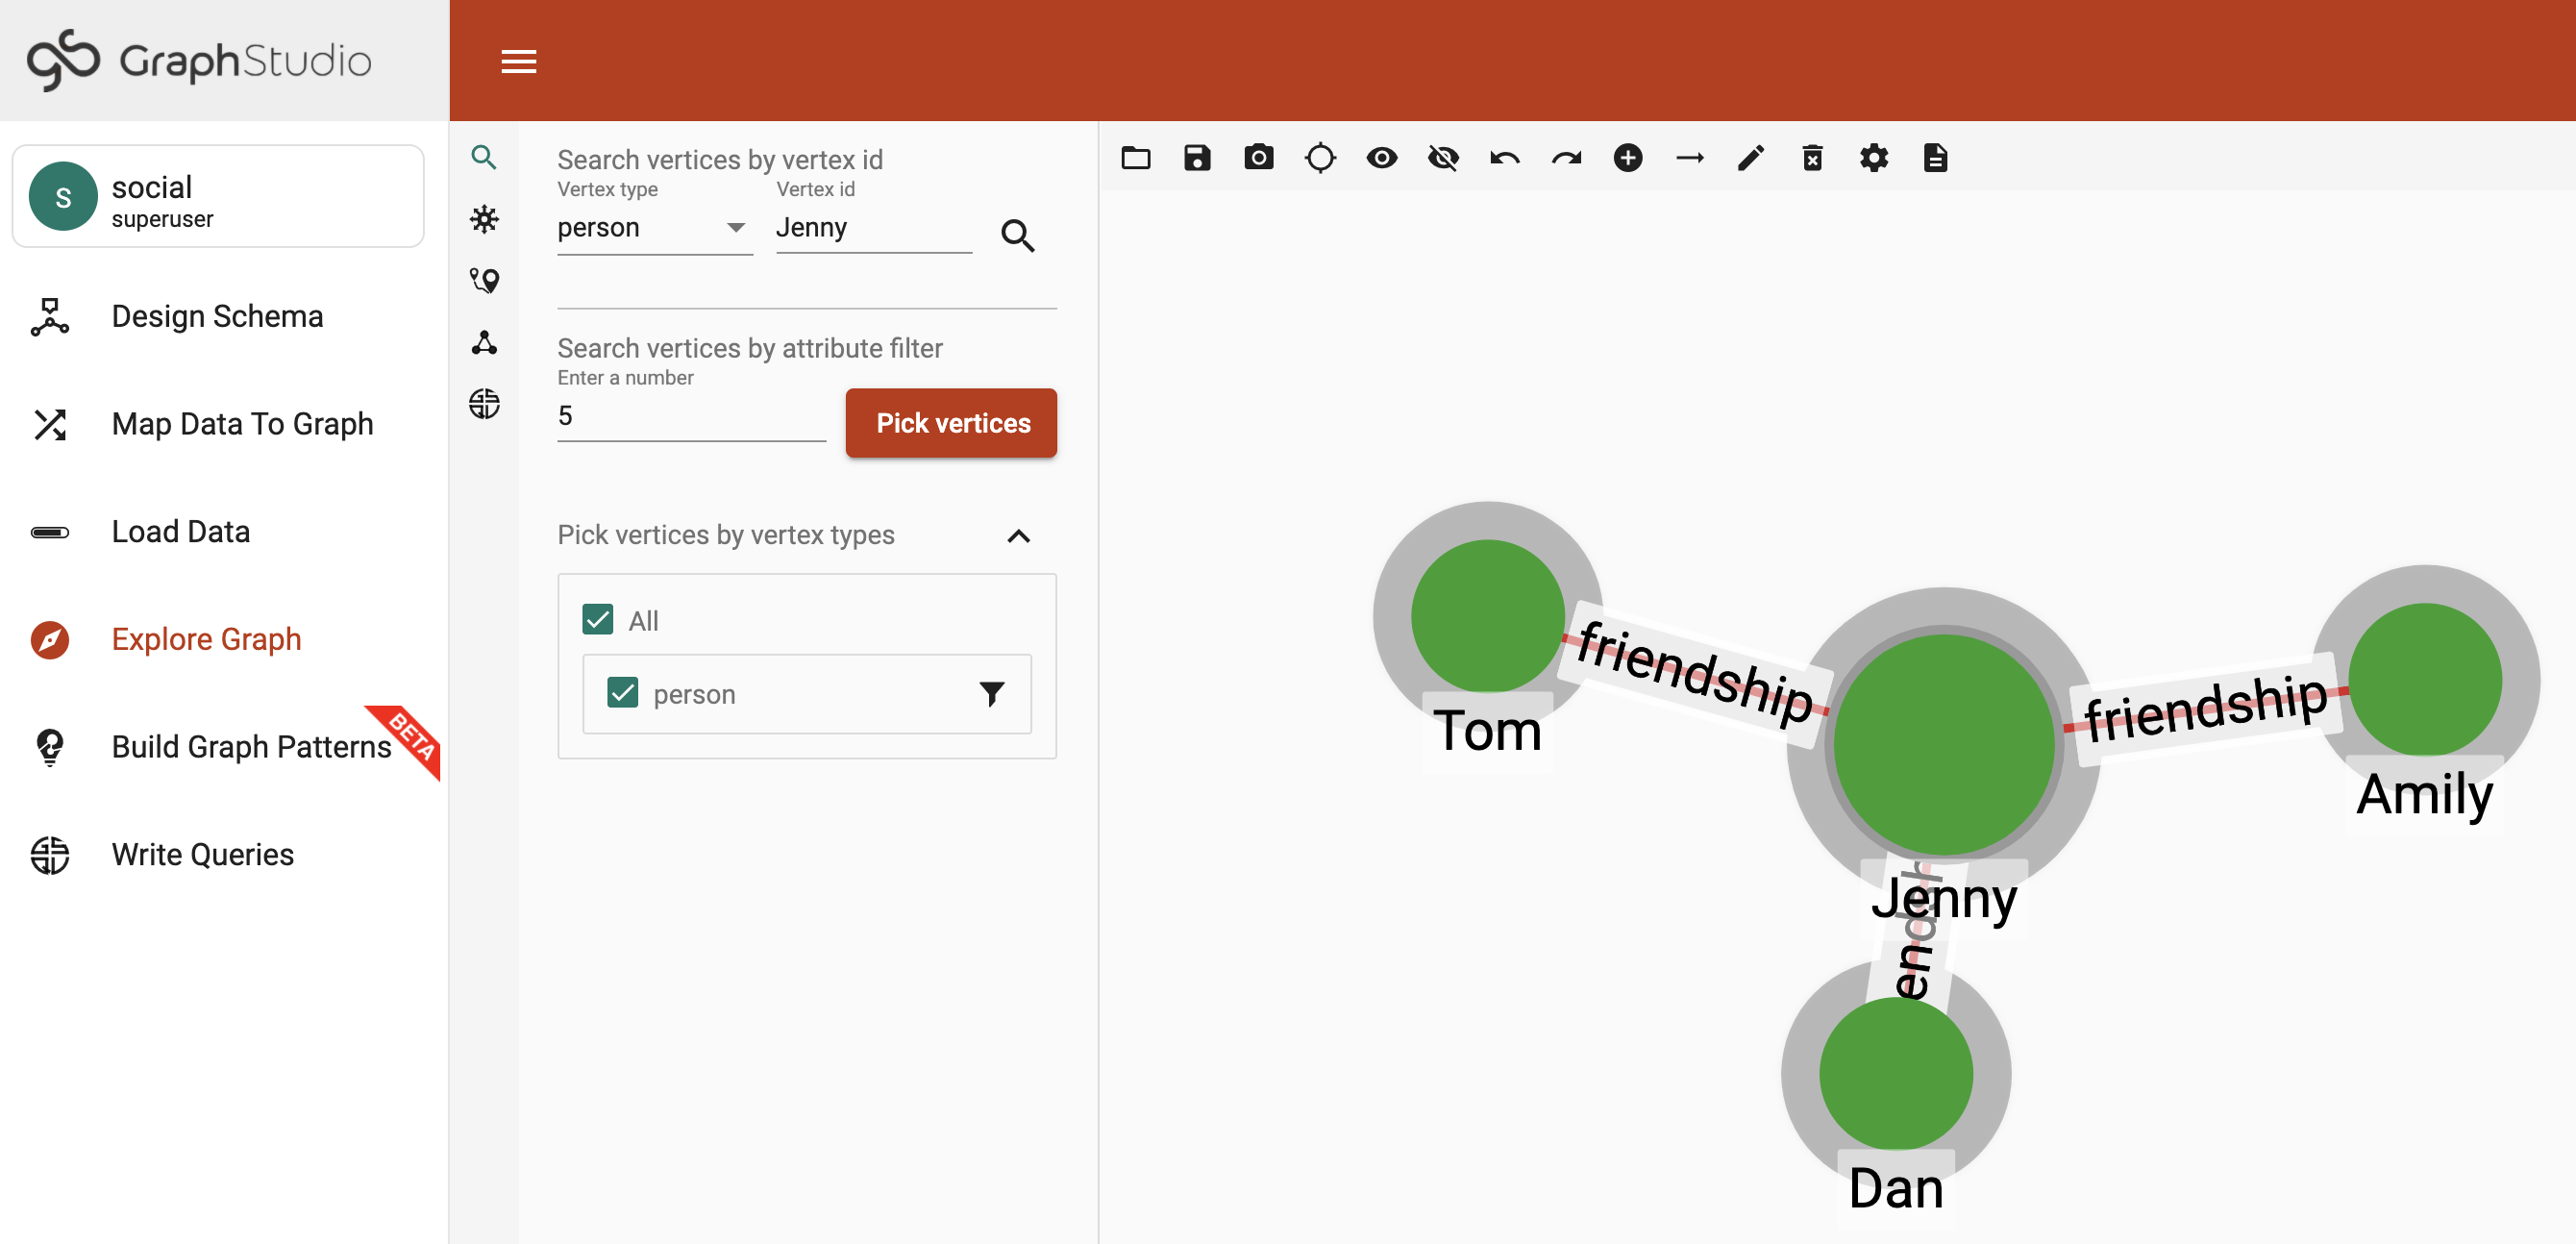 GraphStudio
S
social
superuser
Design Schema
Map Data To Graph
Load Data
Explore Graph
Build Graph Patterns
BETA
Write Queries
Search vertices by vertex id
Vertex type
Vertex id
person
Jenny
Search vertices by attribute filter
Enter a number
5
Pick vertices
Pick vertices by vertex types
All
person
friendship
friendship
Tom
Amily
Jenny
Dan